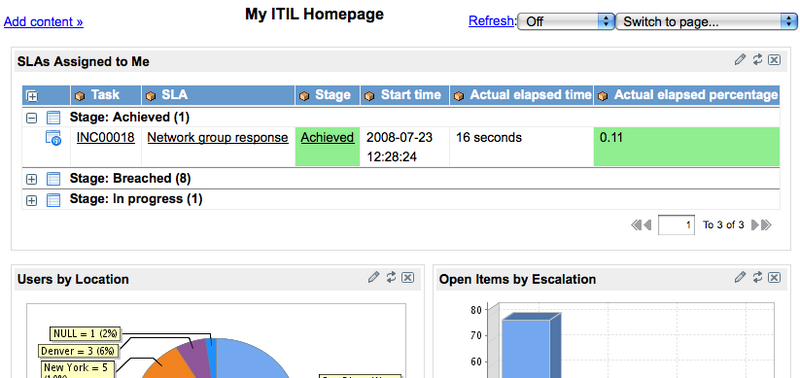 My ITIL Homepage
Add content »
Refresh: Off Switch to page...
SLAs Assigned to Me
Task SLA Stage Start time Actual elapsed time Actual elapsed percentage
Stage: Achieved (1)
INC00018 Network group response Achieved 2008-07-23 16 seconds 0.11
12:28:24
Stage: Breached (8)
Stage: In progress (1)
1 To 3 of 3
Users by Location
NULL = 1 (2%)
Denver = 3 (6%)
New York = 5
Open Items by Escalation
80
70
60